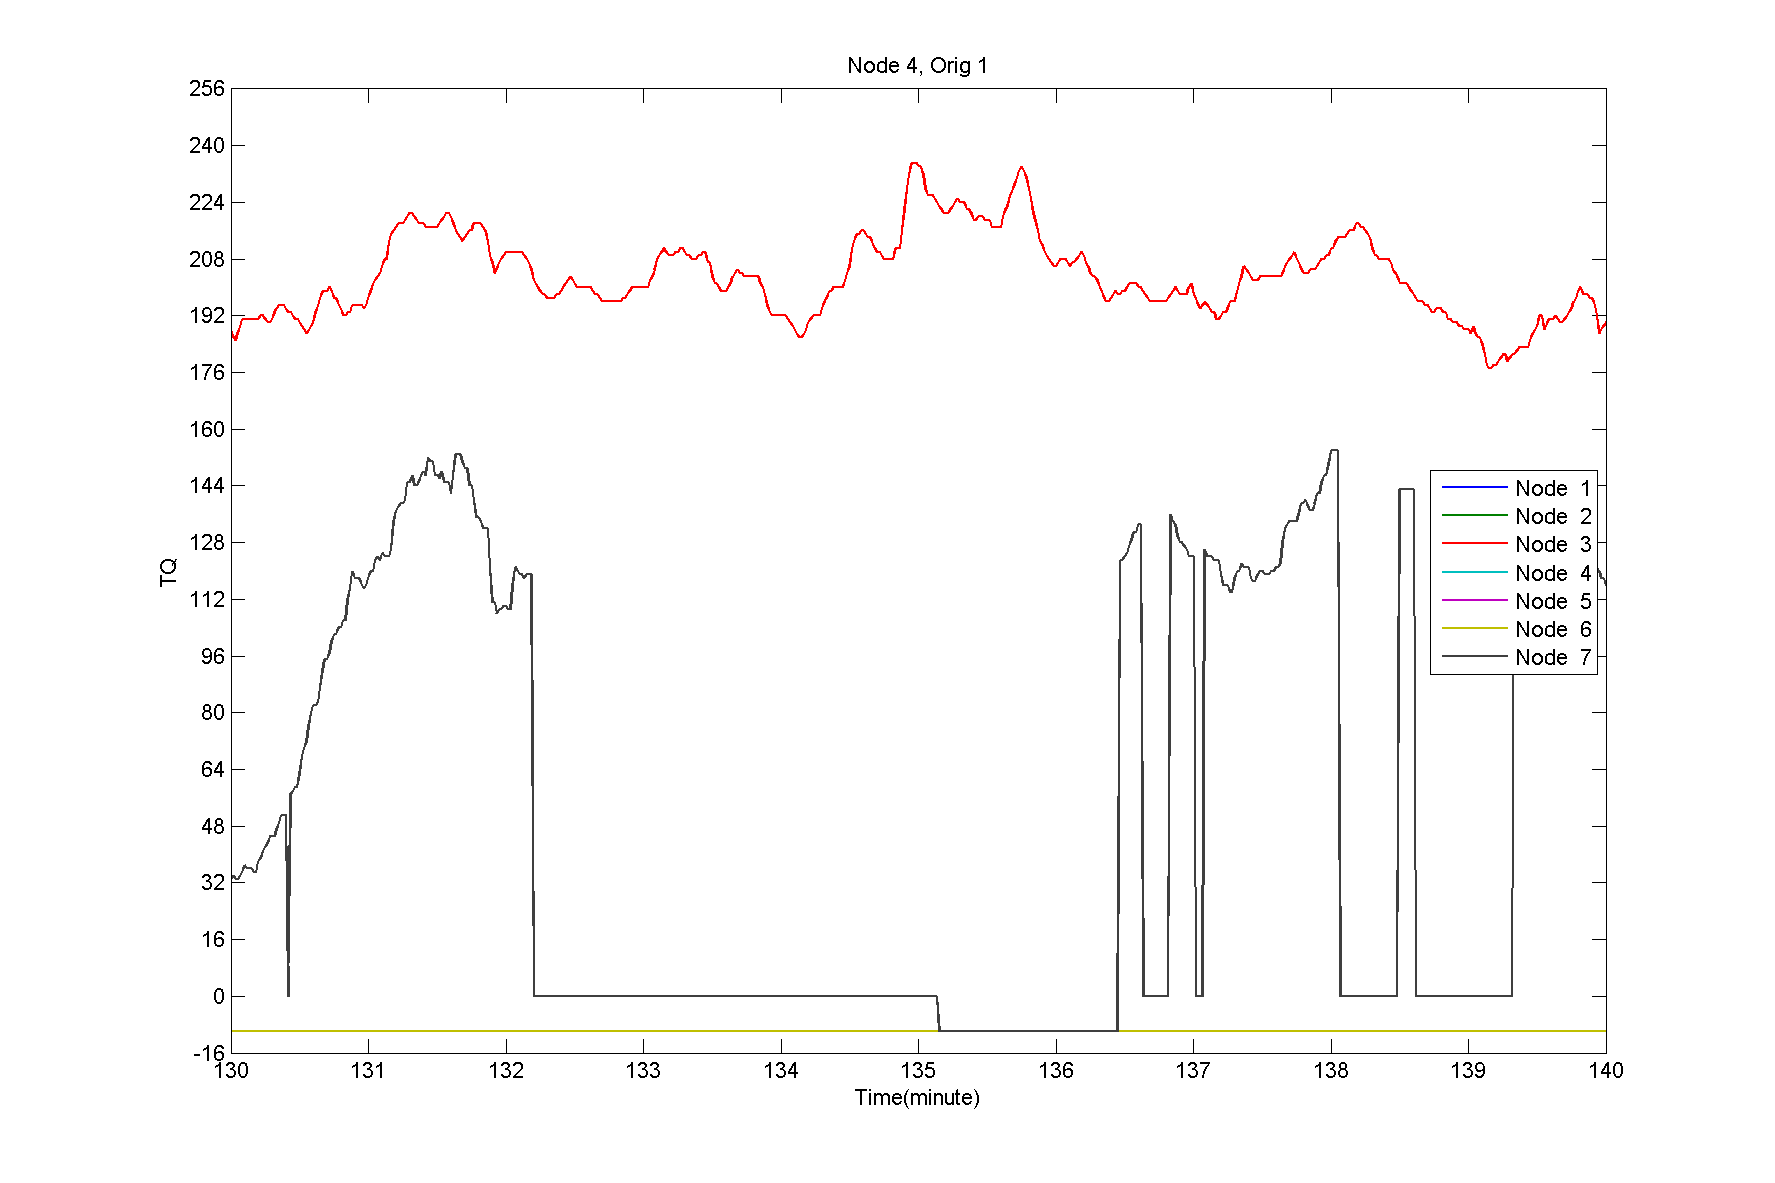 Node 4, Orig 1
256
240
224
208
192
176
160
144
128
112
96
80
64
48
32
16
0
-16
TQ
Node 1
Node 2
Node 3
Node 4
Node 5
Node 6
Node 7
130 131 132 133 134 135 136 137 138 139 140
Time(minute)